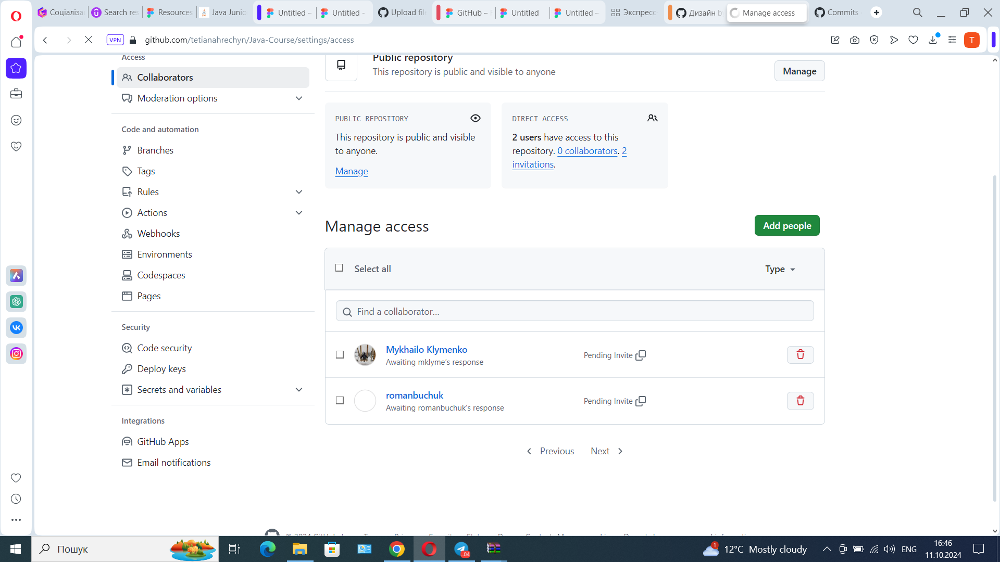 Соціаліза
Search res
Resources
Java Junio
Untitled –
Untitled -
Upload file
GitHub – F
Untitled
Untitled –
Экспресс-
Дизайн b
Manage access
Commits
VPN
github.com/tetianahrechyn/Java-Course/settings/access
T
Access
Collaborators
Moderation options
Code and automation
Branches
Tags
Rules
Actions
Webhooks
Environments
Codespaces
Pages
Security
Code security
Deploy keys
Secrets and variables
Integrations
GitHub Apps
Email notifications
Public repository
This repository is public and visible to anyone
Manage
PUBLIC REPOSITORY
This repository is public and visible
to anyone.
Manage
DIRECT ACCESS
2 users have access to this
repository. 0 collaborators. 2
invitations.
Manage access
Add people
Select all
Type
Find a collaborator...
Mykhailo Klymenko
Awaiting mklyme's response
Pending Invite
romanbuchuk
Awaiting romanbuchuk's response
Pending Invite
Previous
Next
Пошук
..04
1
12°C Mostly cloudy
ENG
16:46
11.10.2024